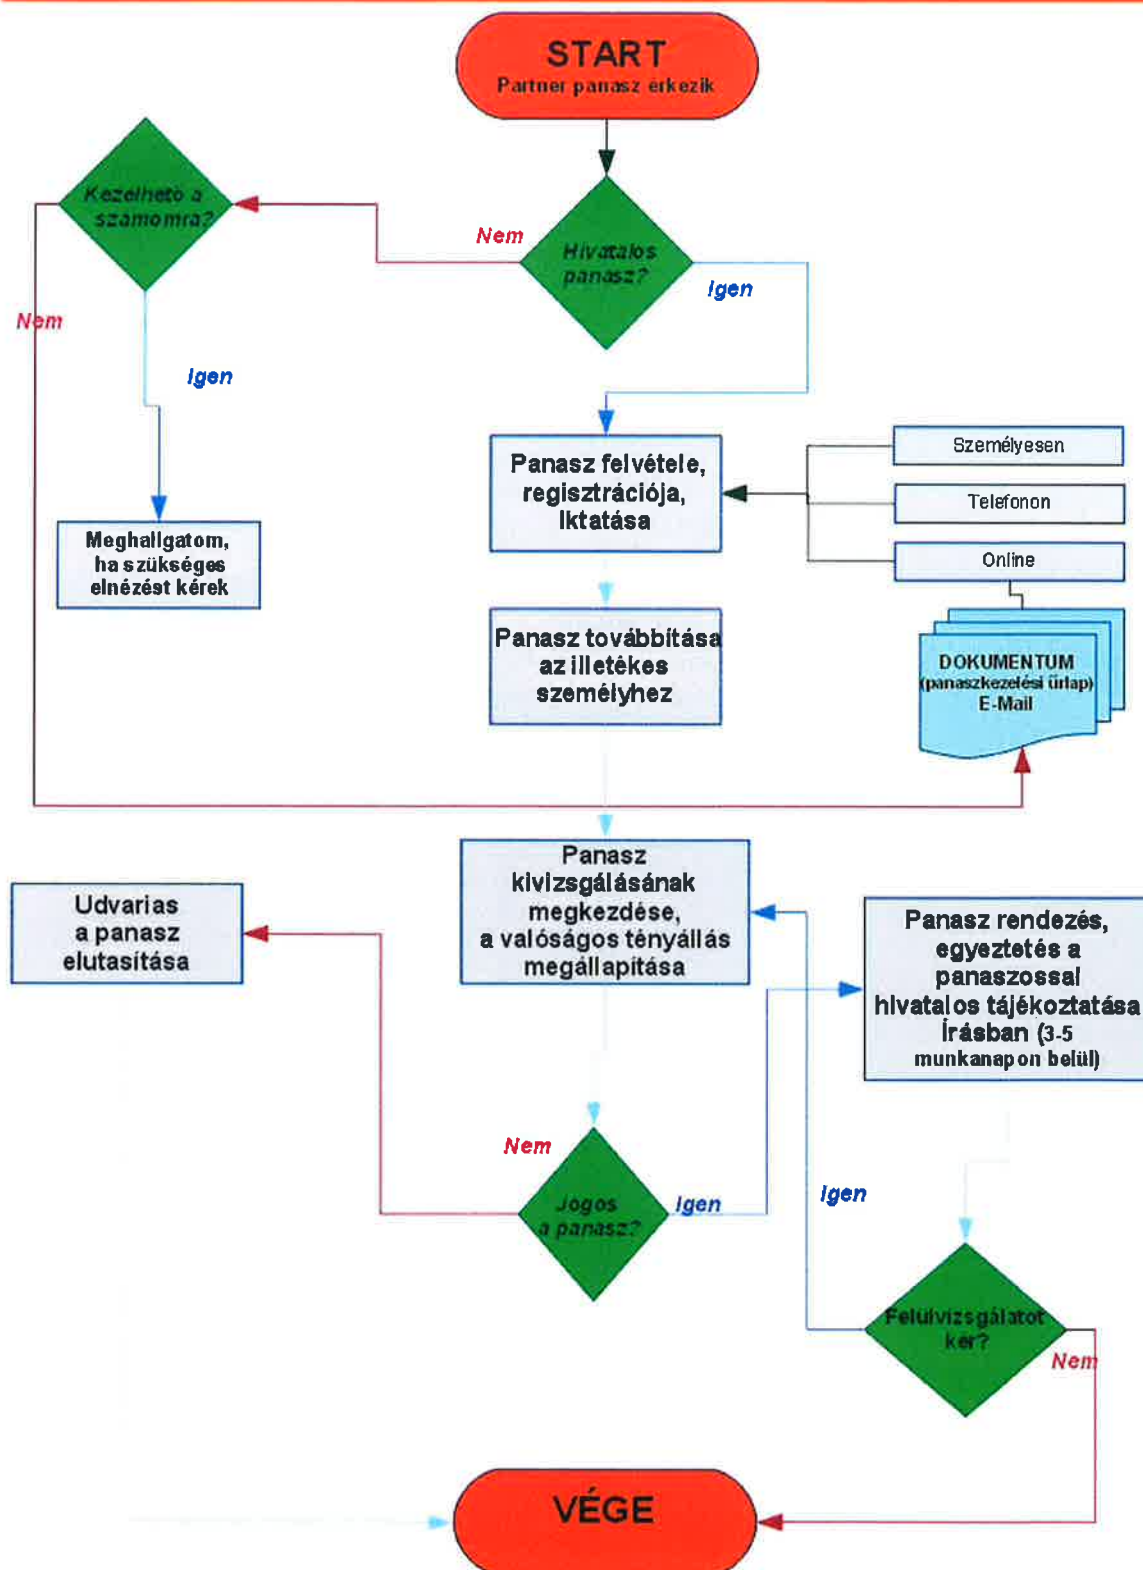 START
Partner panasz érkezik
Kezelhető a
számomra?
Nem
Hivatalos
panasz?
Igen
Nem
Igen
Panasz felvétele,
regisztrációja,
Iktatása
Személyesen
Telefonon
Online
Meghallgatom,
ha szükséges
elnézést kérek
Panasz továbbítása
az illetékes
személyhez
DOKUMENTUM
(panaszkezelési űrlap)
E-Mail
Panasz
kivizsgálásának
megkezdése,
a valóságos tényállás
megállapítása
Udvarias
a panasz
elutasítása
Panasz rendezés,
egyeztetés a
panaszossal
hivatalos tájékoztatása
Írásban (3-5
munkanapon belül)
Nem
Jogos
a panasz?
Igen
Igen
Felülvizsgálatot
kér?
Nem
VÉGE